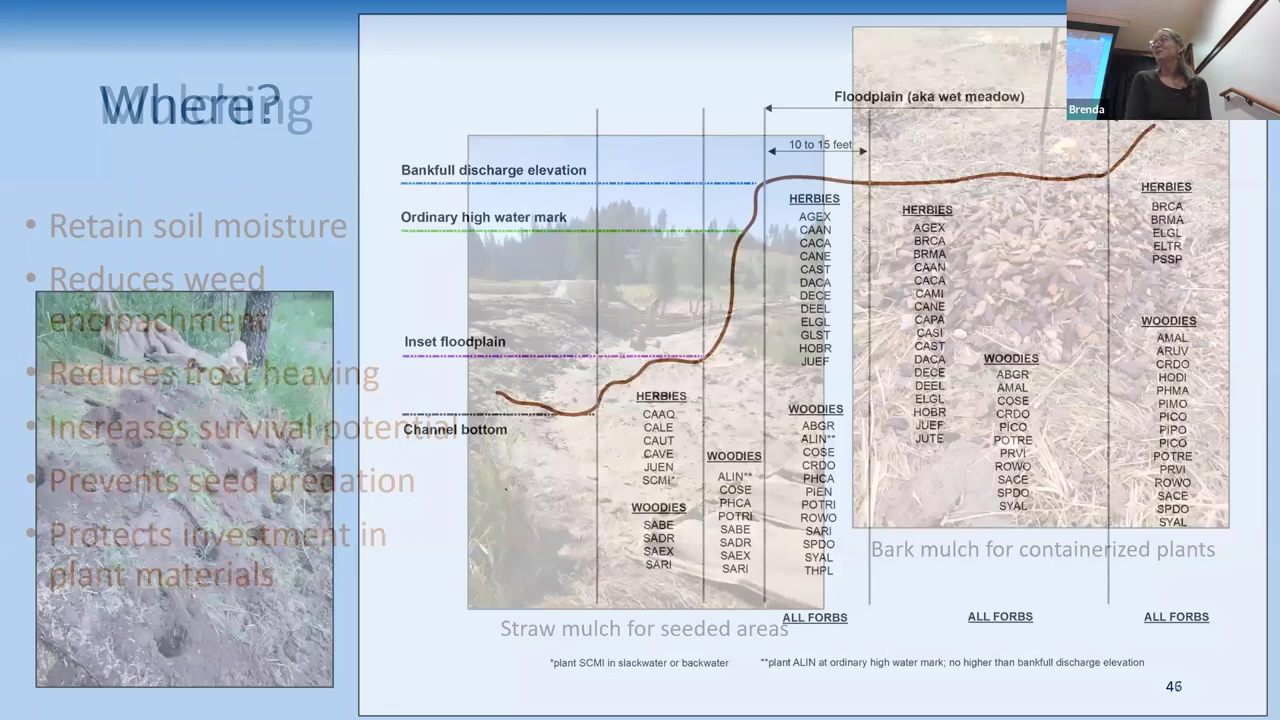 Where?
Mulching
• Retain soil moisture
• Reduces weed
encroachment
• Reduces frost heaving
• Increases survival potential
• Prevents seed predation
• Protects investment in
plant materials
Floodplain (aka wet meadow)
10 to 15 feet
Bankfull discharge elevation
Ordinary high water mark
Inset floodplain
Channel bottom
HERBIES
CAAQ
CALE
CAUT
CAVE
JUEN
SCMI*
WOODIES
SABE
SADR
SAEX
SARI
WOODIES
ALIN**
COSE
PHCA
POTRI
SABE
SADR
SAEX
SARI
HERBIES
AGEX
CAAN
CACA
CANE
CAST
DACA
DECE
DEEL
ELGL
GLST
HOBR
JUEF
WOODIES
ABGR
ALIN**
COSE
CRDO
PHCA
PIEN
POTRI
ROWO
SARI
SPDO
SYAL
THPL
ALL FORBS
HERBIES
AGEX
BRCA
BRMA
CAAN
CACA
CAMI
CANE
CAPA
CASI
CAST
DACA
DECE
DEEL
ELGL
HOBR
JUEF
JUTE
WOODIES
ABGR
AMAL
COSE
CRDO
PICO
POTRE
PRVI
ROWO
SACE
SPDO
SYAL
ALL FORBS
HERBIES
BRCA
BRMA
ELGL
ELTR
PSSP
WOODIES
AMAL
ARUV
CRDO
HODI
PHMA
PIMO
PICO
PIPO
PICO
POTRE
PRVI
ROWO
SACE
SPDO
SYAL
ALL FORBS
Straw mulch for seeded areas
Bark mulch for containerized plants
*plant SCMI in slackwater or backwater
**plant ALIN at ordinary high water mark; no higher than bankfull discharge elevation
Brenda